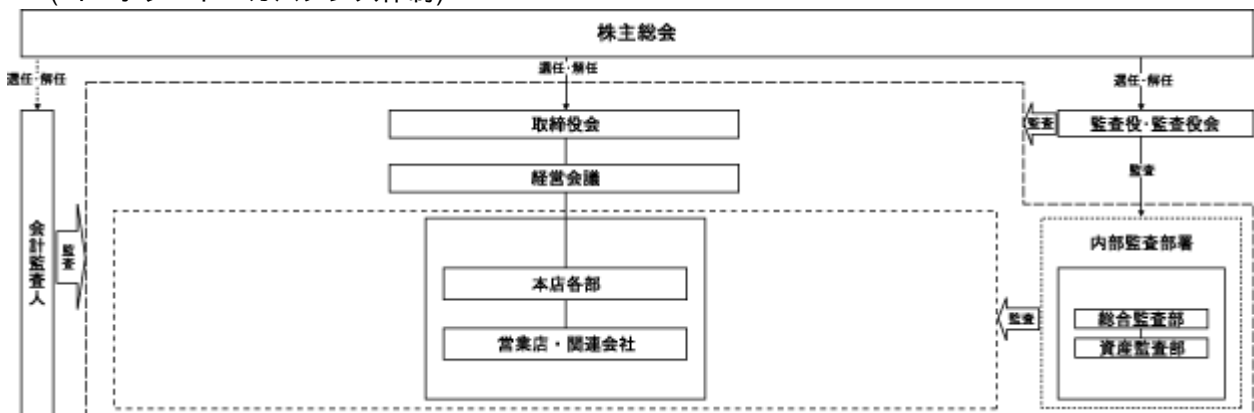 株主総会
選任・解任
選任・解任
選任・解任
取締役会
監査
監査役・監査役会
経営会議
監査
会計監査人
監査
内部監査部署
本店各部
監査
総合監査部
営業店・関連会社
資産監査部